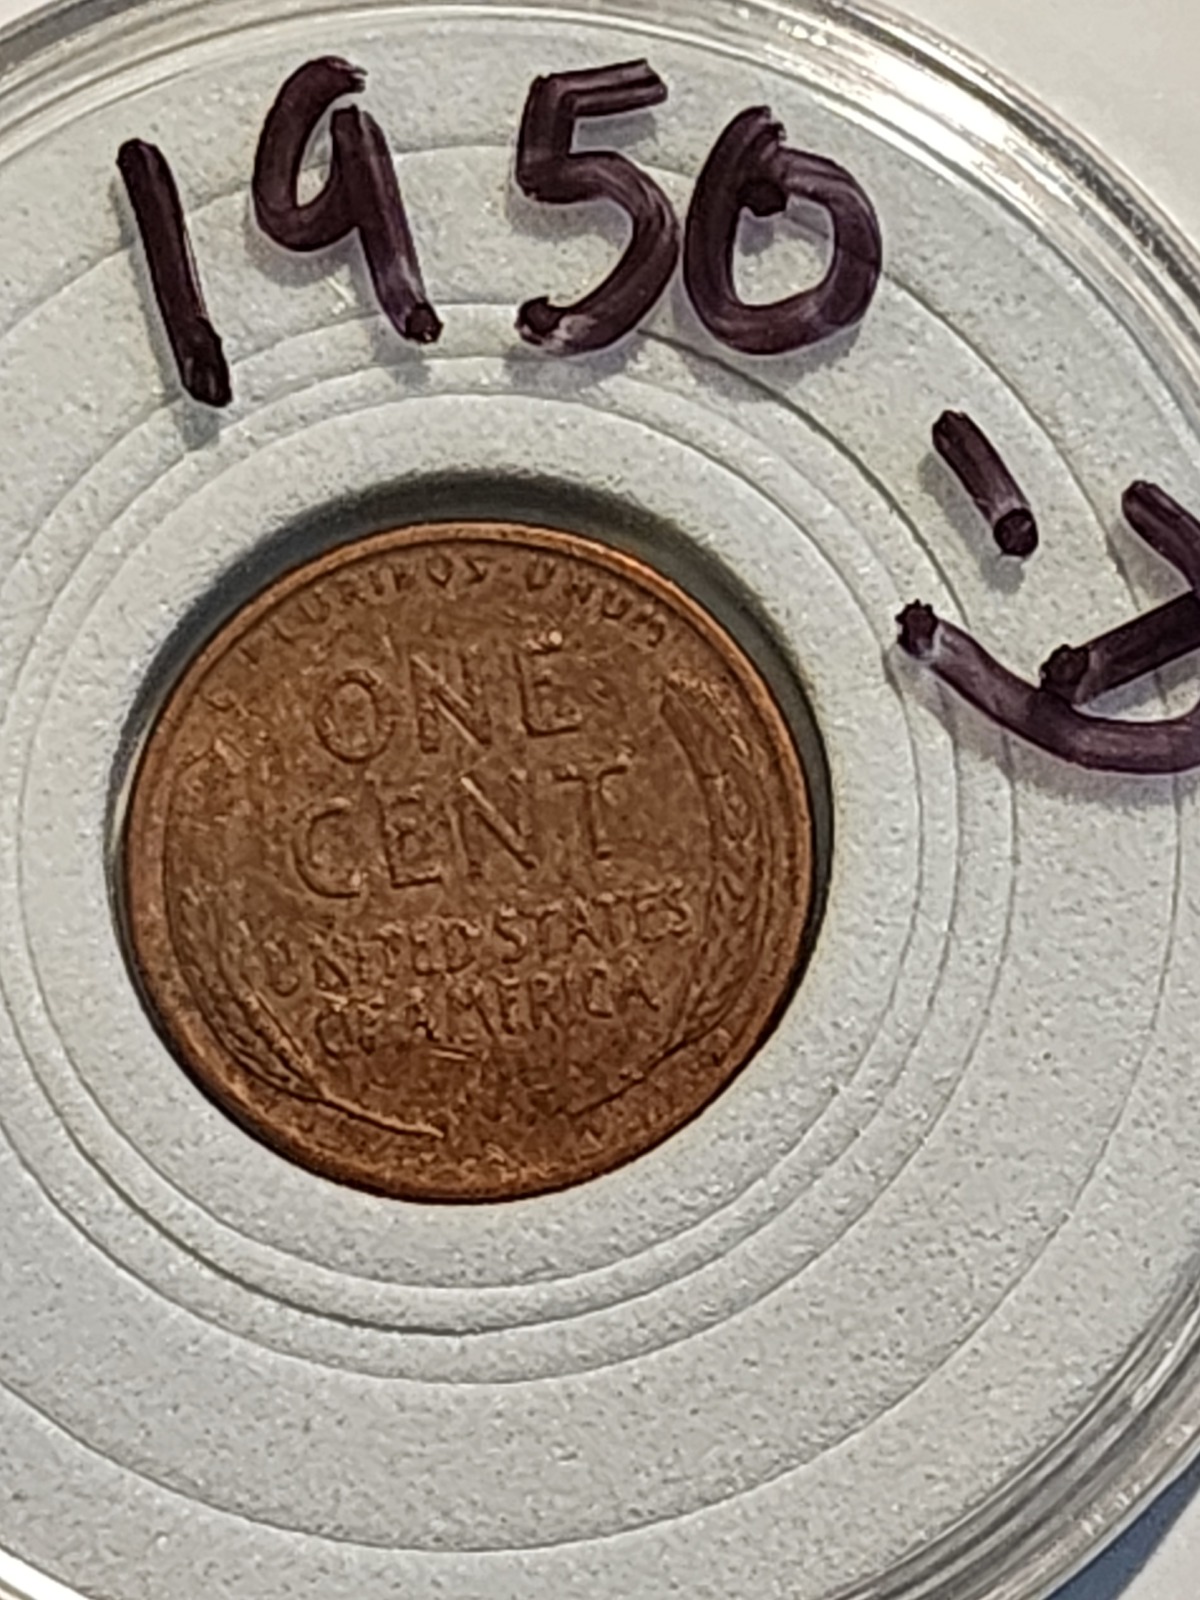 1950
PLURIBUS · UNUM
ONE
CENT
UNITED STATES
OF AMERICA